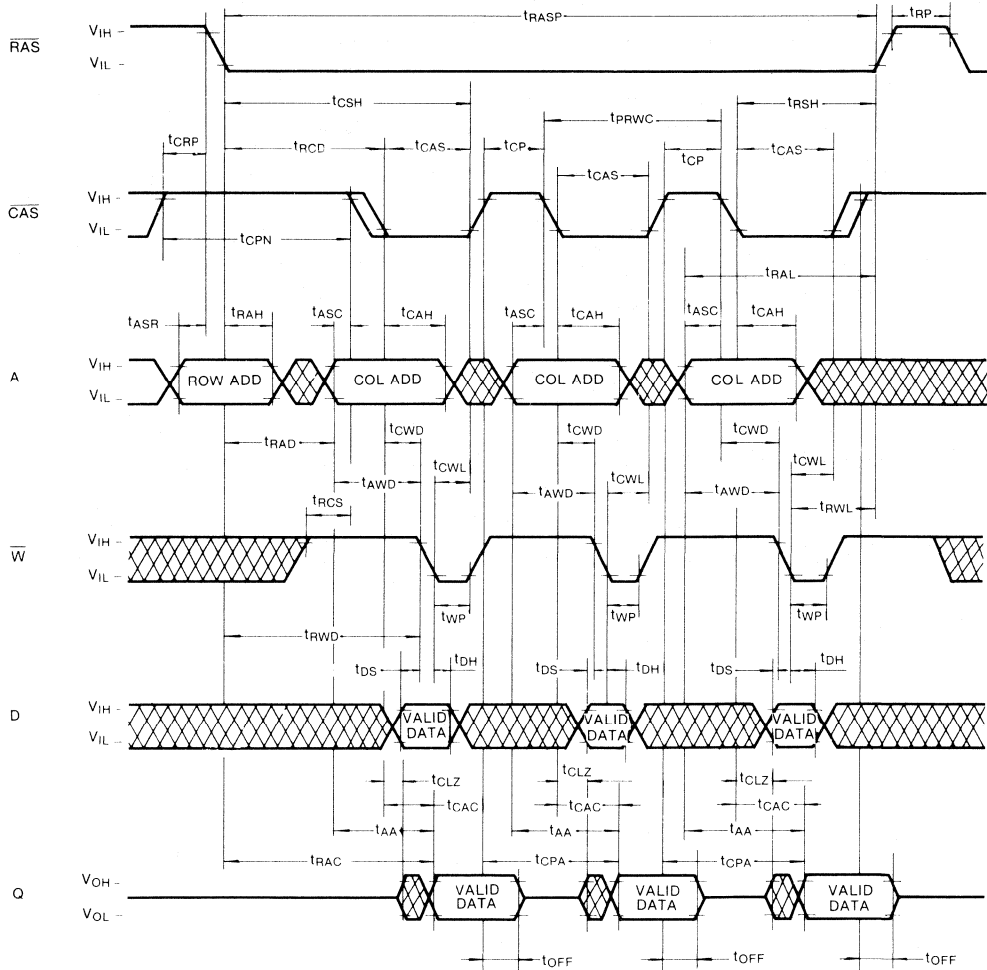 tRASP tRP
RAS VIH VIL
tCSH tRSH
tPRWC
tCRP tRCD tCAS tCP tCP tCAS
tCAS
CAS VIH VIL
tCPN
tRAL
tASR tRAH tASC tCAH tASC tCAH tASC tCAH
A VIH VIL ROW ADD COL ADD COL ADD COL ADD
tCWD tCWD tCWD
tRAD
tCWL tCWL tCWL
tAWD tAWD tAWD
tRCS tRWL
W VIH VIL
tWP tWP tWP
tRWD
tDS tDH tDS tDH tDS tDH
D VIH VIL
VALID DATA VALID DATA VALID DATA
tCLZ tCLZ tCLZ
tCAC tCAC tCAC
tAA tAA tAA
tRAC tCPA tCPA
Q VOH VOL
VALID DATA VALID DATA VALID DATA
tOFF tOFF tOFF